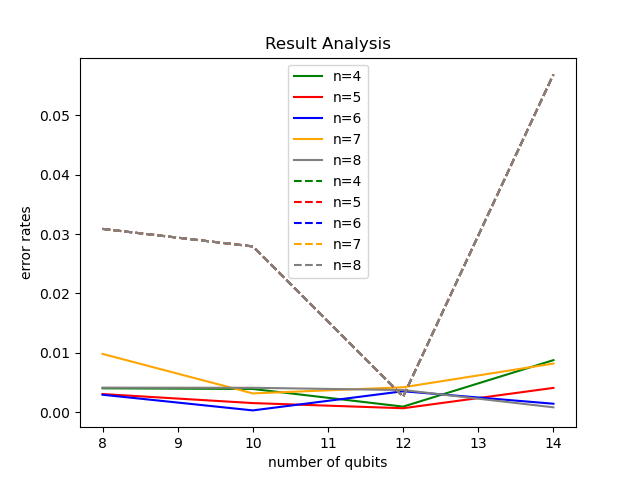 Result Analysis
n=4
n=5
n=6
n=7
n=8
n=4
n=5
n=6
n=7
n=8
0.05
0.04
0.03
0.02
0.01
0.00
error rates
8 9 10 11 12 13 14
number of qubits